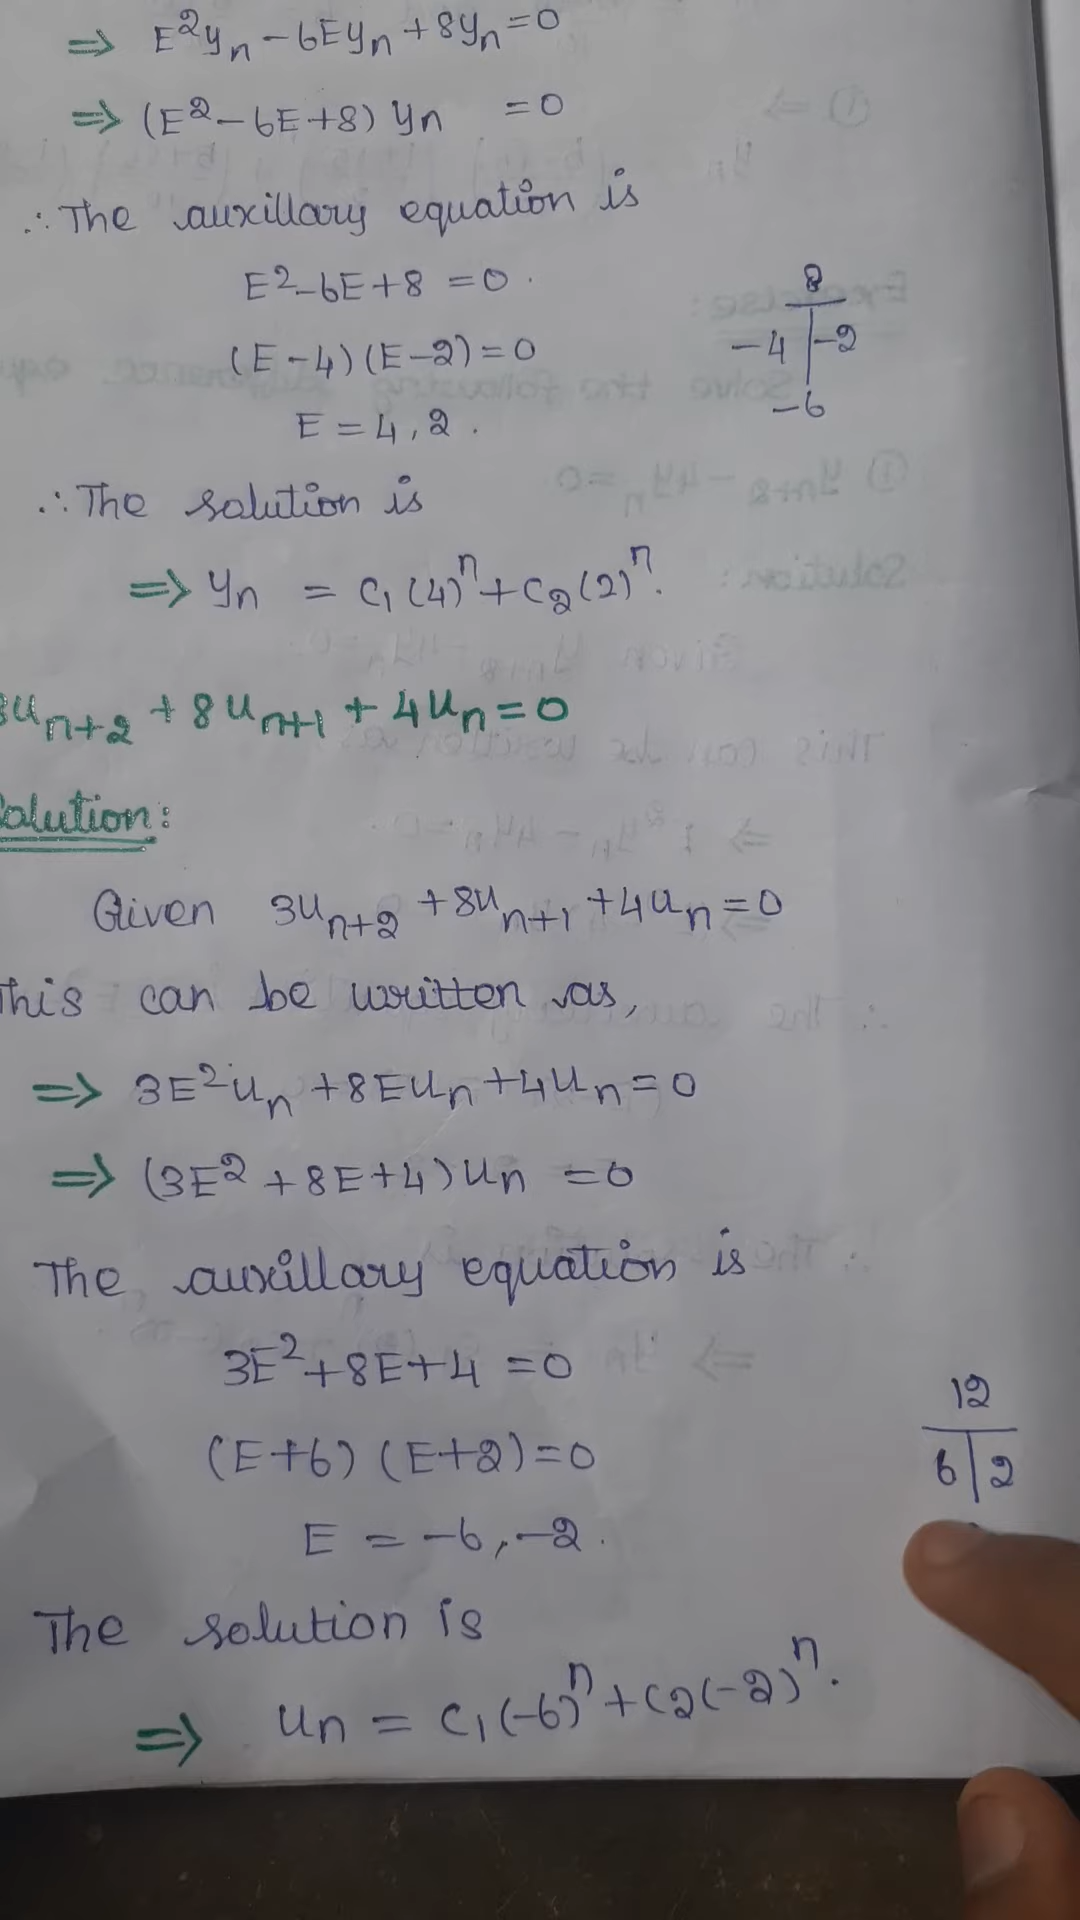 ⇒ E²yₙ - 6Eyₙ + 8yₙ = 0
⇒ (E² - 6E + 8) yₙ = 0
∴ The auxillary equation is
E² - 6E + 8 = 0.
8
(E - 4)(E - 2) = 0
-4 | -2
-6
E = 4, 2.
∴ The solution is
⇒ yₙ = C₁(4)ⁿ + C₂(2)ⁿ.
3uₙ₊₂ + 8uₙ₊₁ + 4uₙ = 0
Solution:
Given 3uₙ₊₂ + 8uₙ₊₁ + 4uₙ = 0
This can be written as,
⇒ 3E²uₙ + 8Euₙ + 4uₙ = 0
⇒ (3E² + 8E + 4) uₙ = 0
The auxillary equation is
3E² + 8E + 4 = 0
12
(E + 6) (E + 2) = 0
6 | 2
E = -6, -2.
The solution is
⇒ uₙ = C₁(-6)ⁿ + C₂(-2)ⁿ.